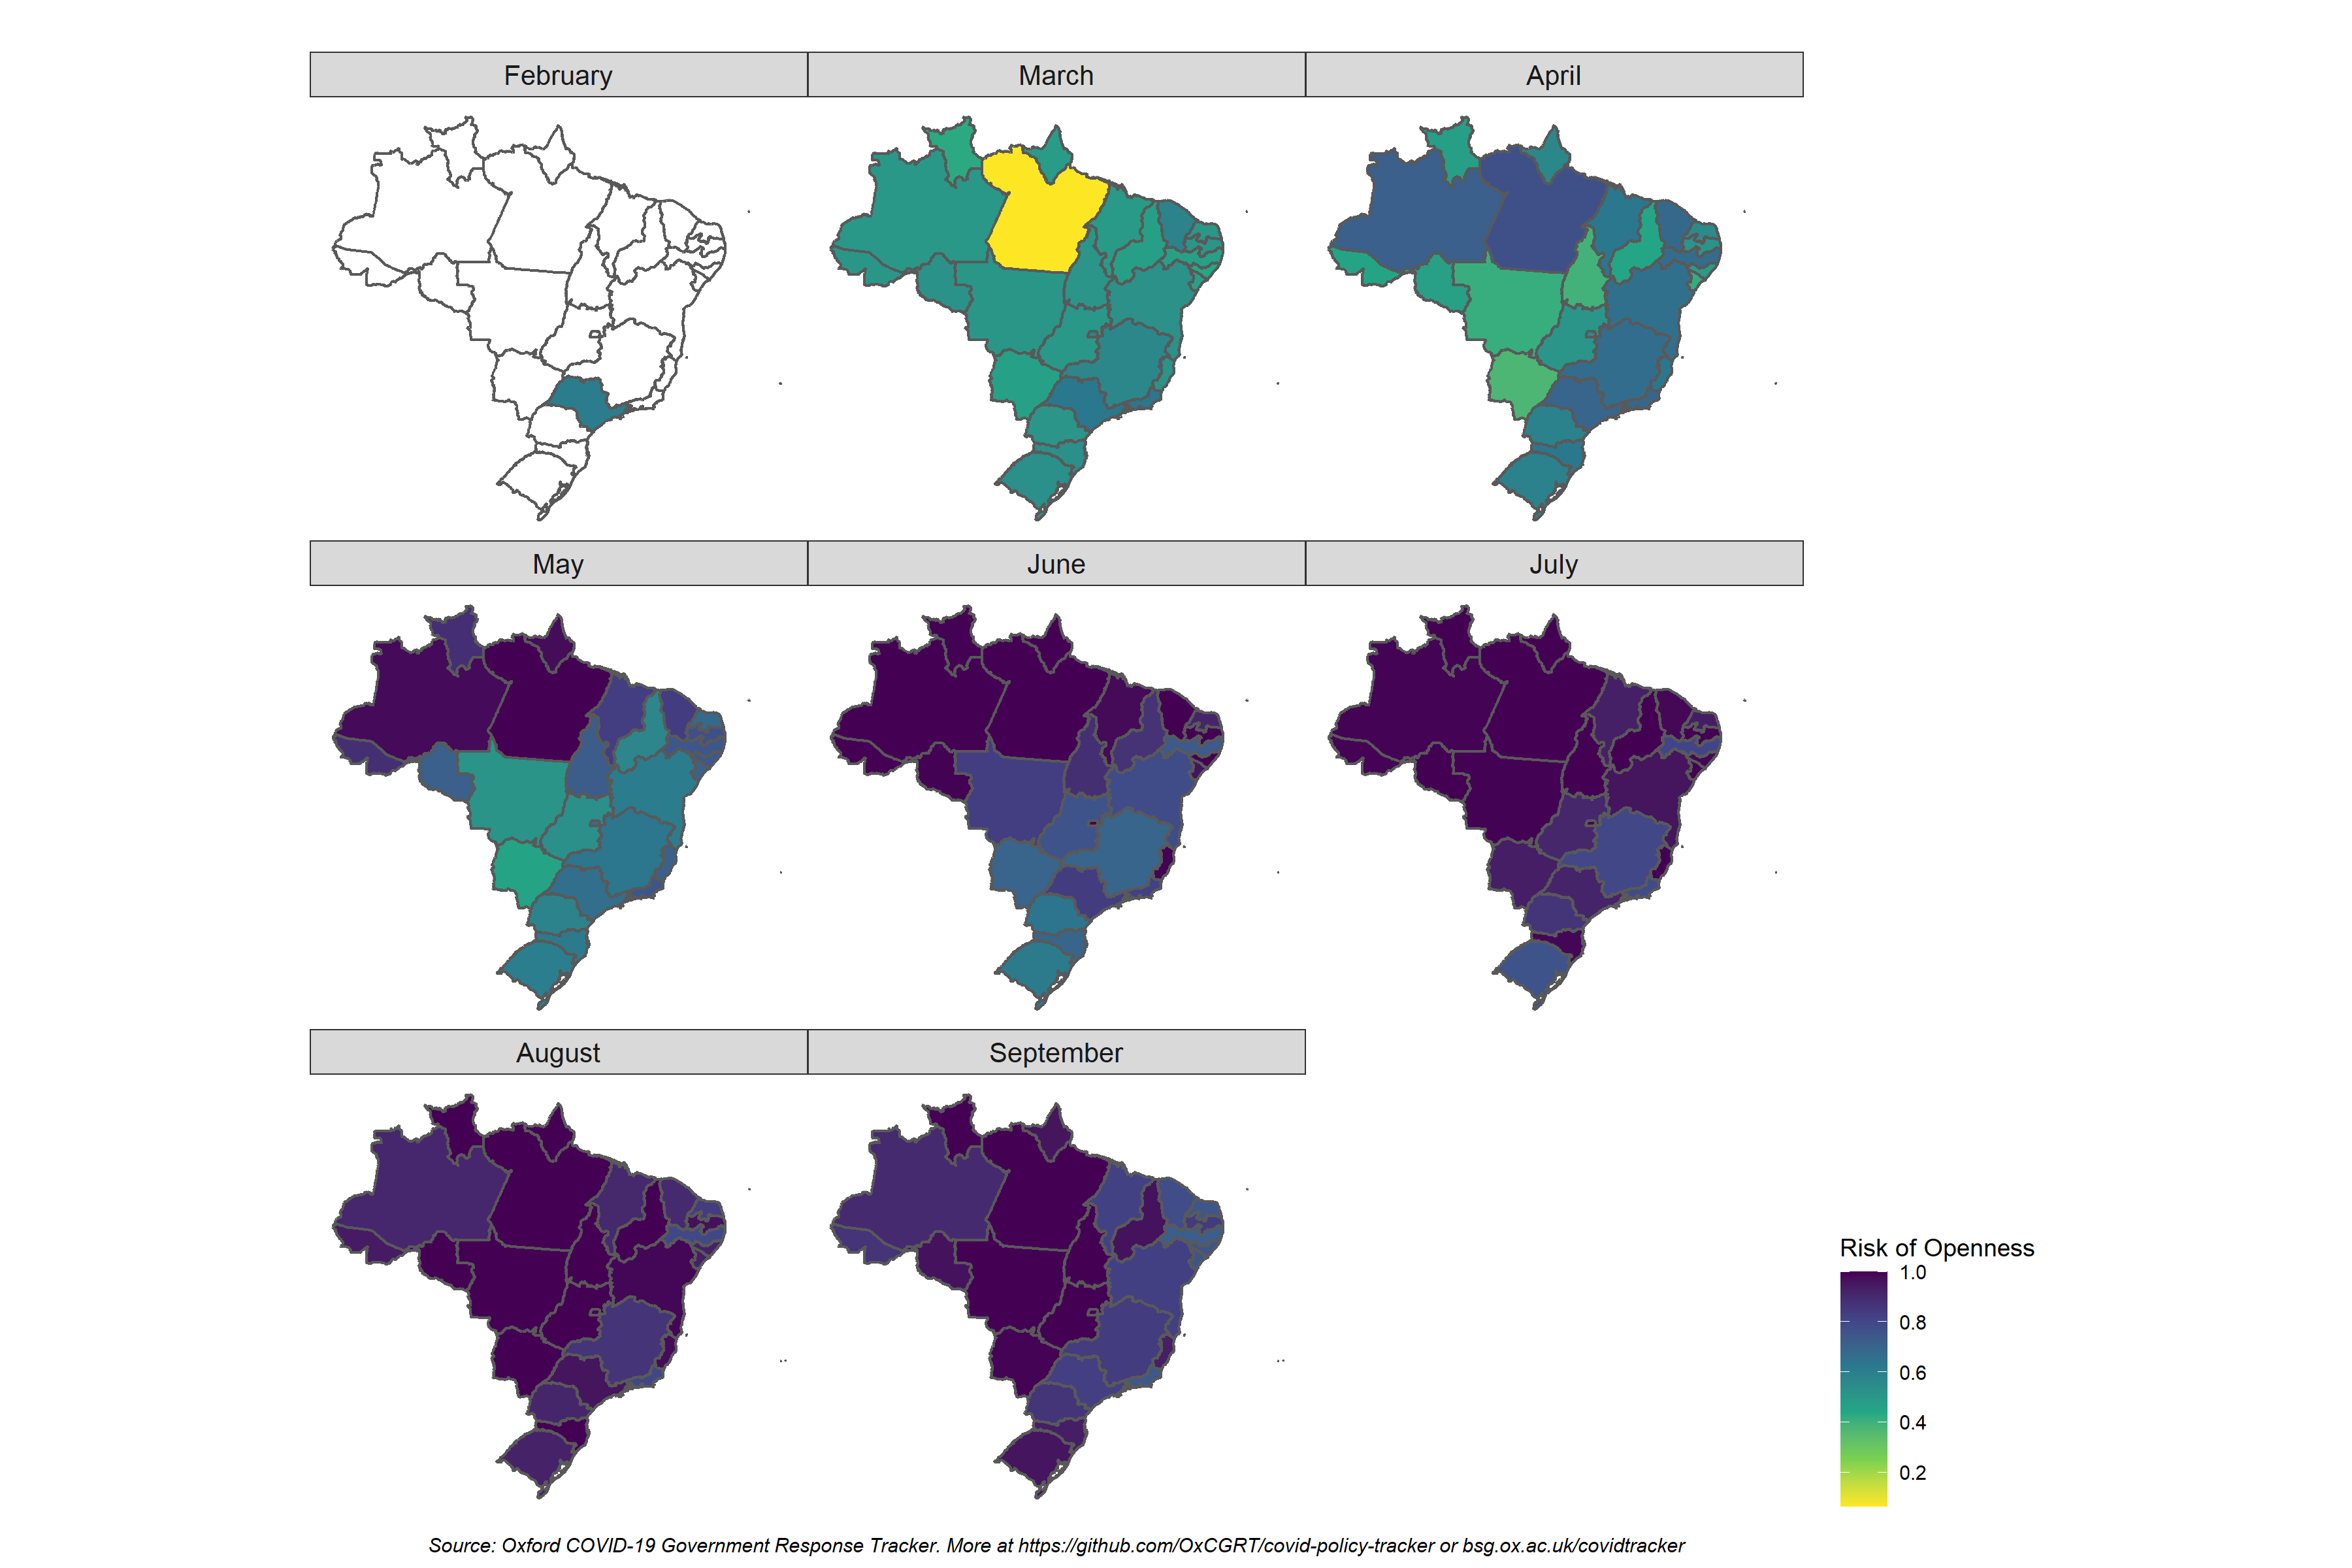 February
March
April
May
June
July
August
September
Risk of Openness
1.0
0.8
0.6
0.4
0.2
Source: Oxford COVID-19 Government Response Tracker. More at https://github.com/OxCGRT/covid-policy-tracker or bsg.ox.ac.uk/covidtracker